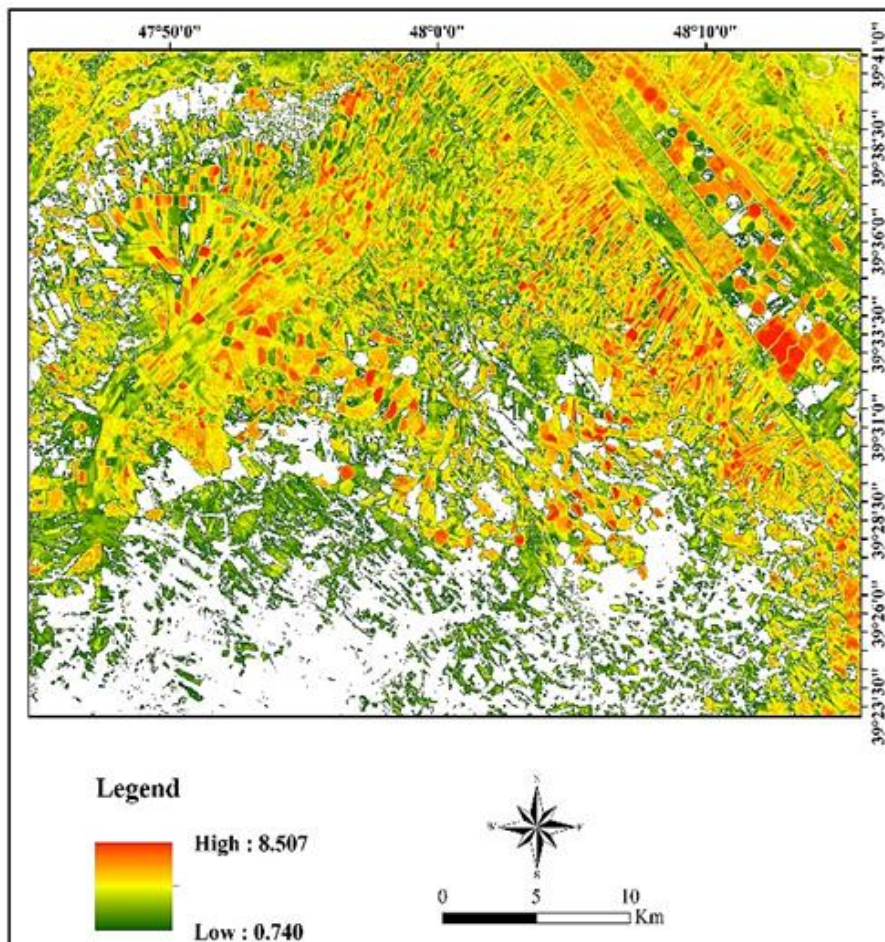 47°50'0"
48°0'0"
48°10'0"
39°41'0"
39°38'30"
39°36'0"
39°33'30"
39°31'0"
39°28'30"
39°26'0"
39°23'30"
Legend
High : 8.507
Low : 0.740
N
W
E
S
0 5 10
Km